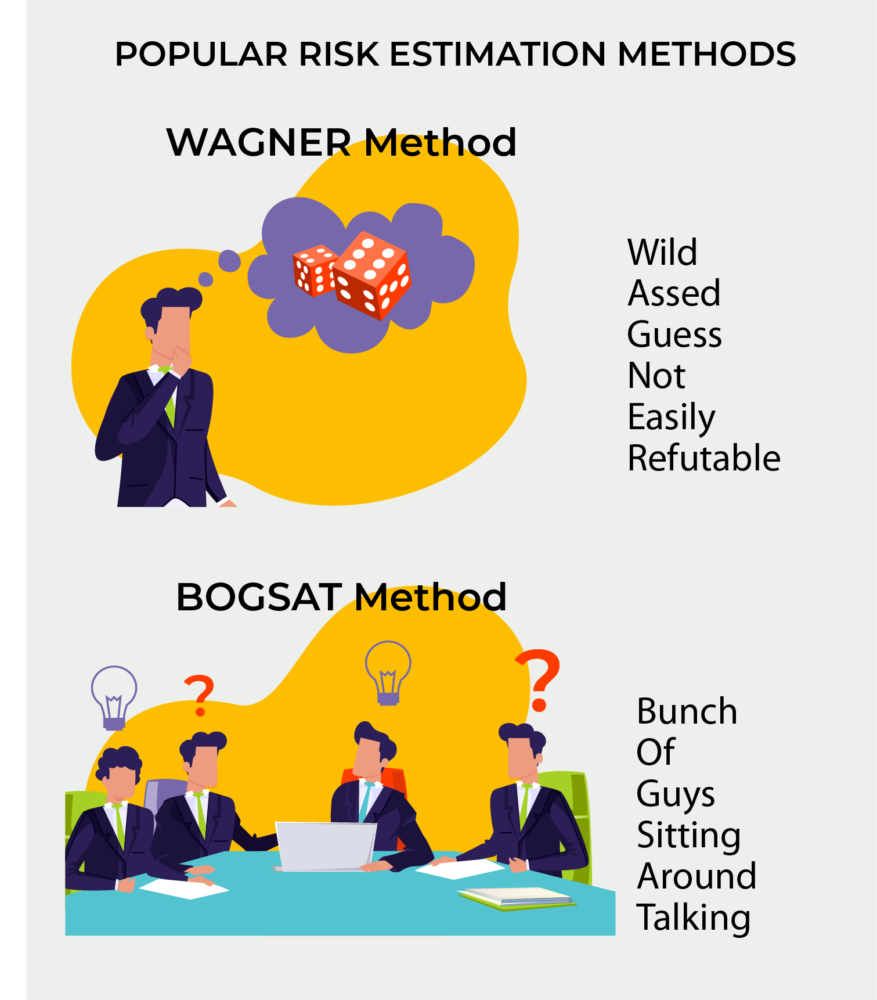 POPULAR RISK ESTIMATION METHODS
WAGNER Method
Wild
Assed
Guess
Not
Easily
Refutable
BOGSAT Method
?
?
Bunch
Of
Guys
Sitting
Around
Talking